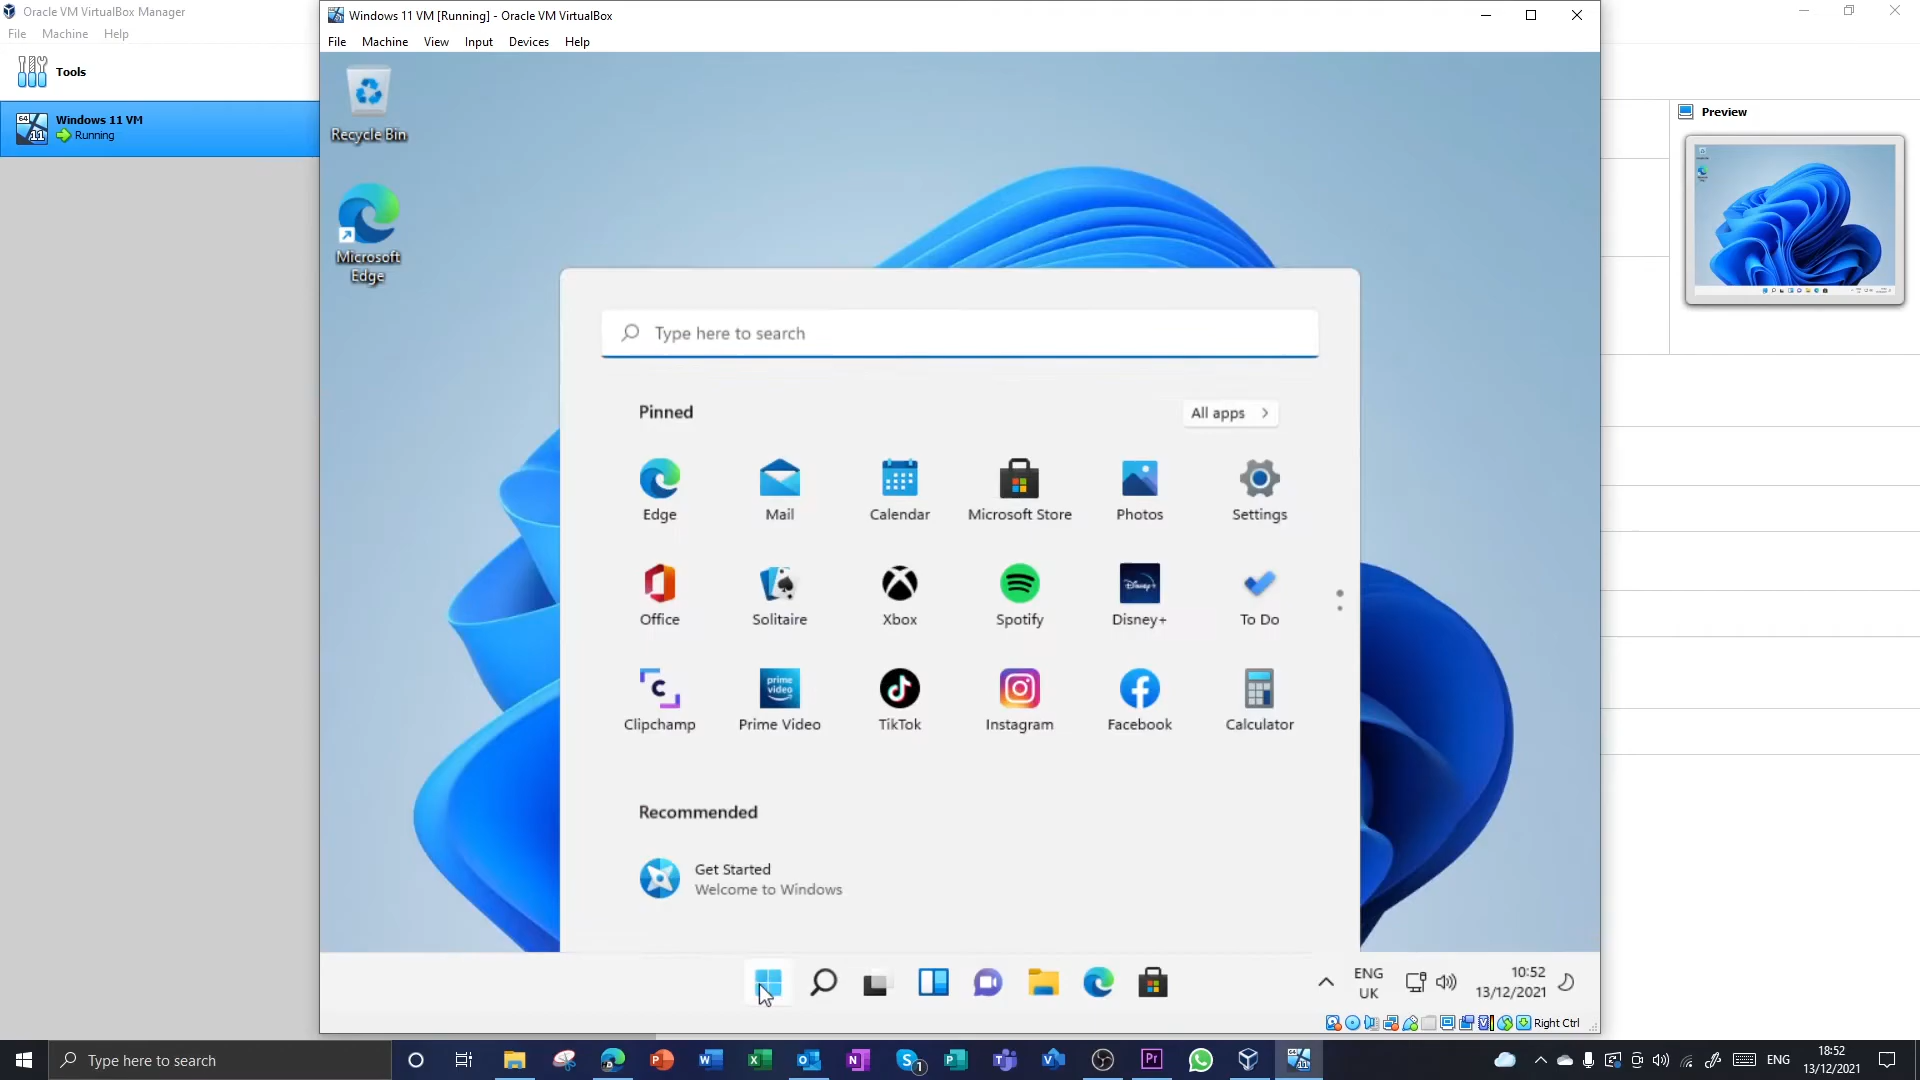 Oracle VM VirtualBox Manager
File Machine Help
Tools
Windows 11 VM
Running
Windows 11 VM [Running] - Oracle VM VirtualBox
File Machine View Input Devices Help
Recycle Bin
Microsoft
Edge
Type here to search
Pinned
All apps
Edge Mail Calendar Microsoft Store Photos Settings
Office Solitaire Xbox Spotify Disney+ To Do
Clipchamp Prime Video TikTok Instagram Facebook Calculator
Recommended
Get Started
Welcome to Windows
ENG
UK
10:52
13/12/2021
Right Ctrl
Preview
Type here to search
ENG
18:52
13/12/2021